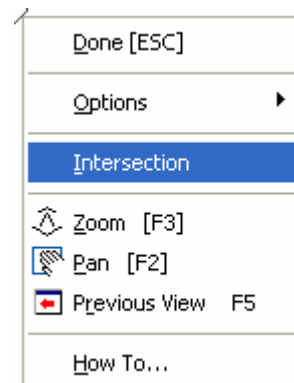 Done [ESC]
Options
Intersection
Zoom [F3]
Pan [F2]
Previous View F5
How To...